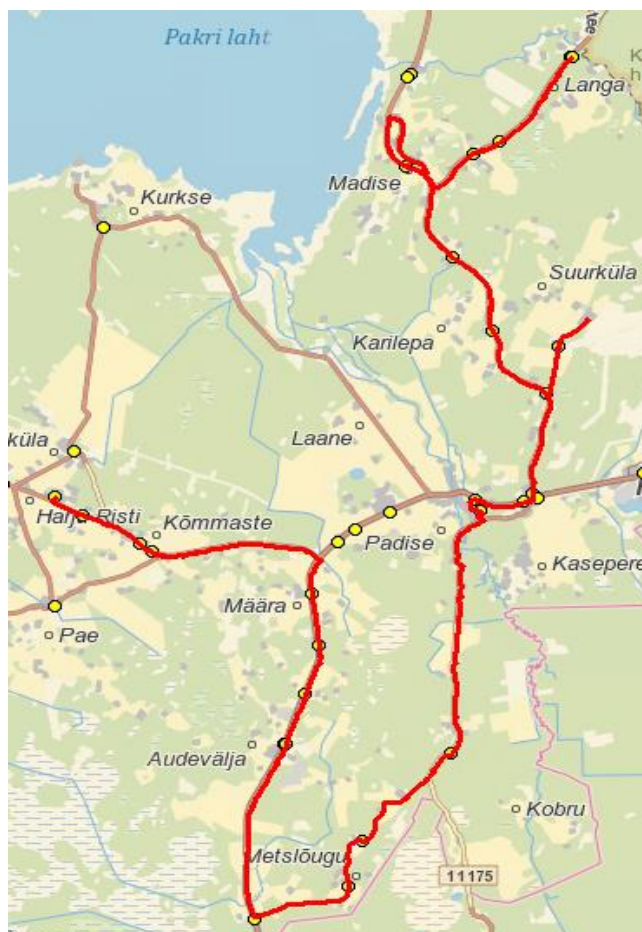 tee
Pakri laht
K
Langa
h
Madise
Kurkse
Suurküla
Karilepa
Laane
küla
Harju-Risti
Kõmmaste
Padise
Kasepere
Määra
Pae
Audevälja
Kobru
Metslõugu
11175